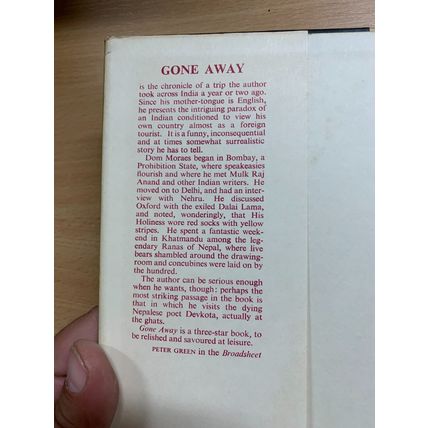 GONE AWAY
is the chronicle of a trip the author
took across India a year or two ago.
Since his mother-tongue is English,
he presents the intriguing paradox of
an Indian conditioned to view his
own country almost as a foreign
tourist. It is a funny, inconsequential
and at times somewhat surrealistic
story he has to tell.
Dom Moraes began in Bombay, a
Prohibition State, where speakeasies
flourish and where he met Mulk Raj
Anand and other Indian writers. He
moved on to Delhi, and had an inter-
view with Nehru. He discussed
Oxford with the exiled Dalai Lama,
and noted, wonderingly, that His
Holiness wore red socks with yellow
stripes. He spent a fantastic week-
end in Khatmandu among the leg-
endary Ranas of Nepal, where live
bears shambled around the drawing-
room and concubines were laid on by
the hundred.
The author can be serious enough
when he wants, though: perhaps the
most striking passage in the book is
that in which he visits the dying
Nepalese poet Devkota, actually at
the ghats.
Gone Away is a three-star book, to
be relished and savoured at leisure.
PETER GREEN in the Broadsheet